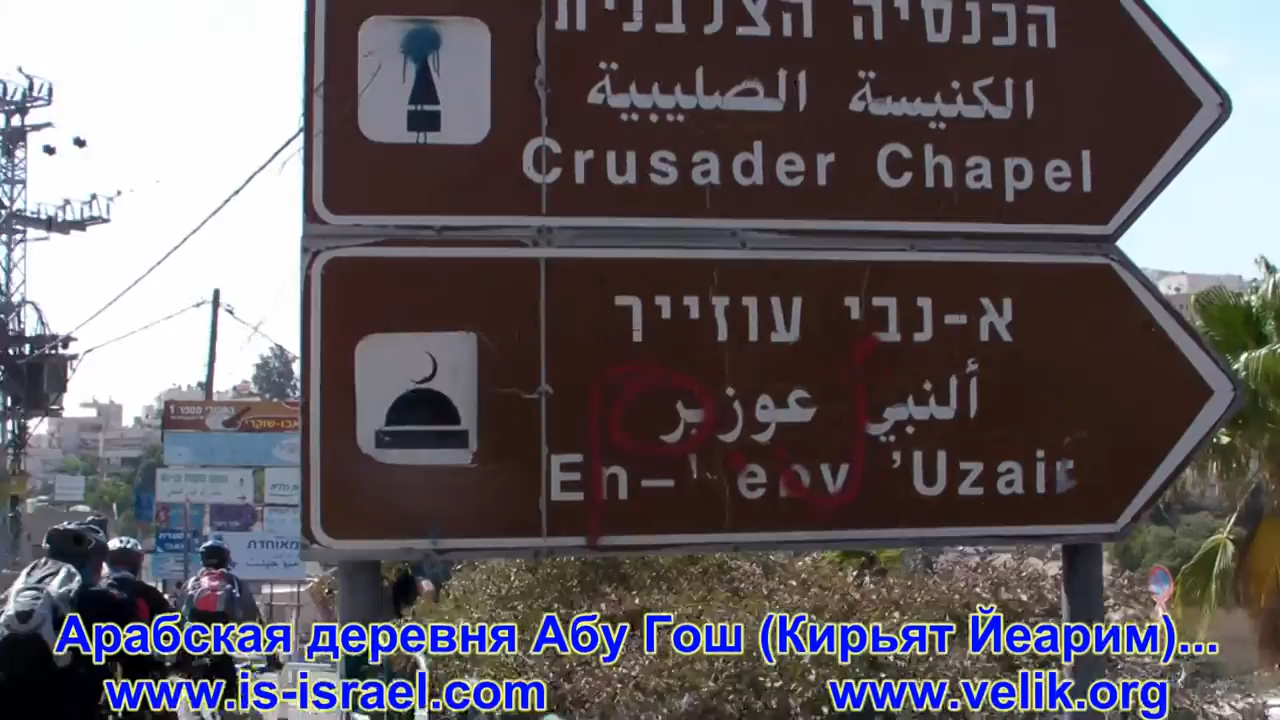 הכנסיה הצלבנית
الكنيسة الصليبية
Crusader Chapel
א-נבי עוזייר
ألنبي عوزير
'Uzair
מאוחדת
Арабская деревня Абу Гош (Кирьят Йеарим)...
www.is-israel.com
www.velik.org